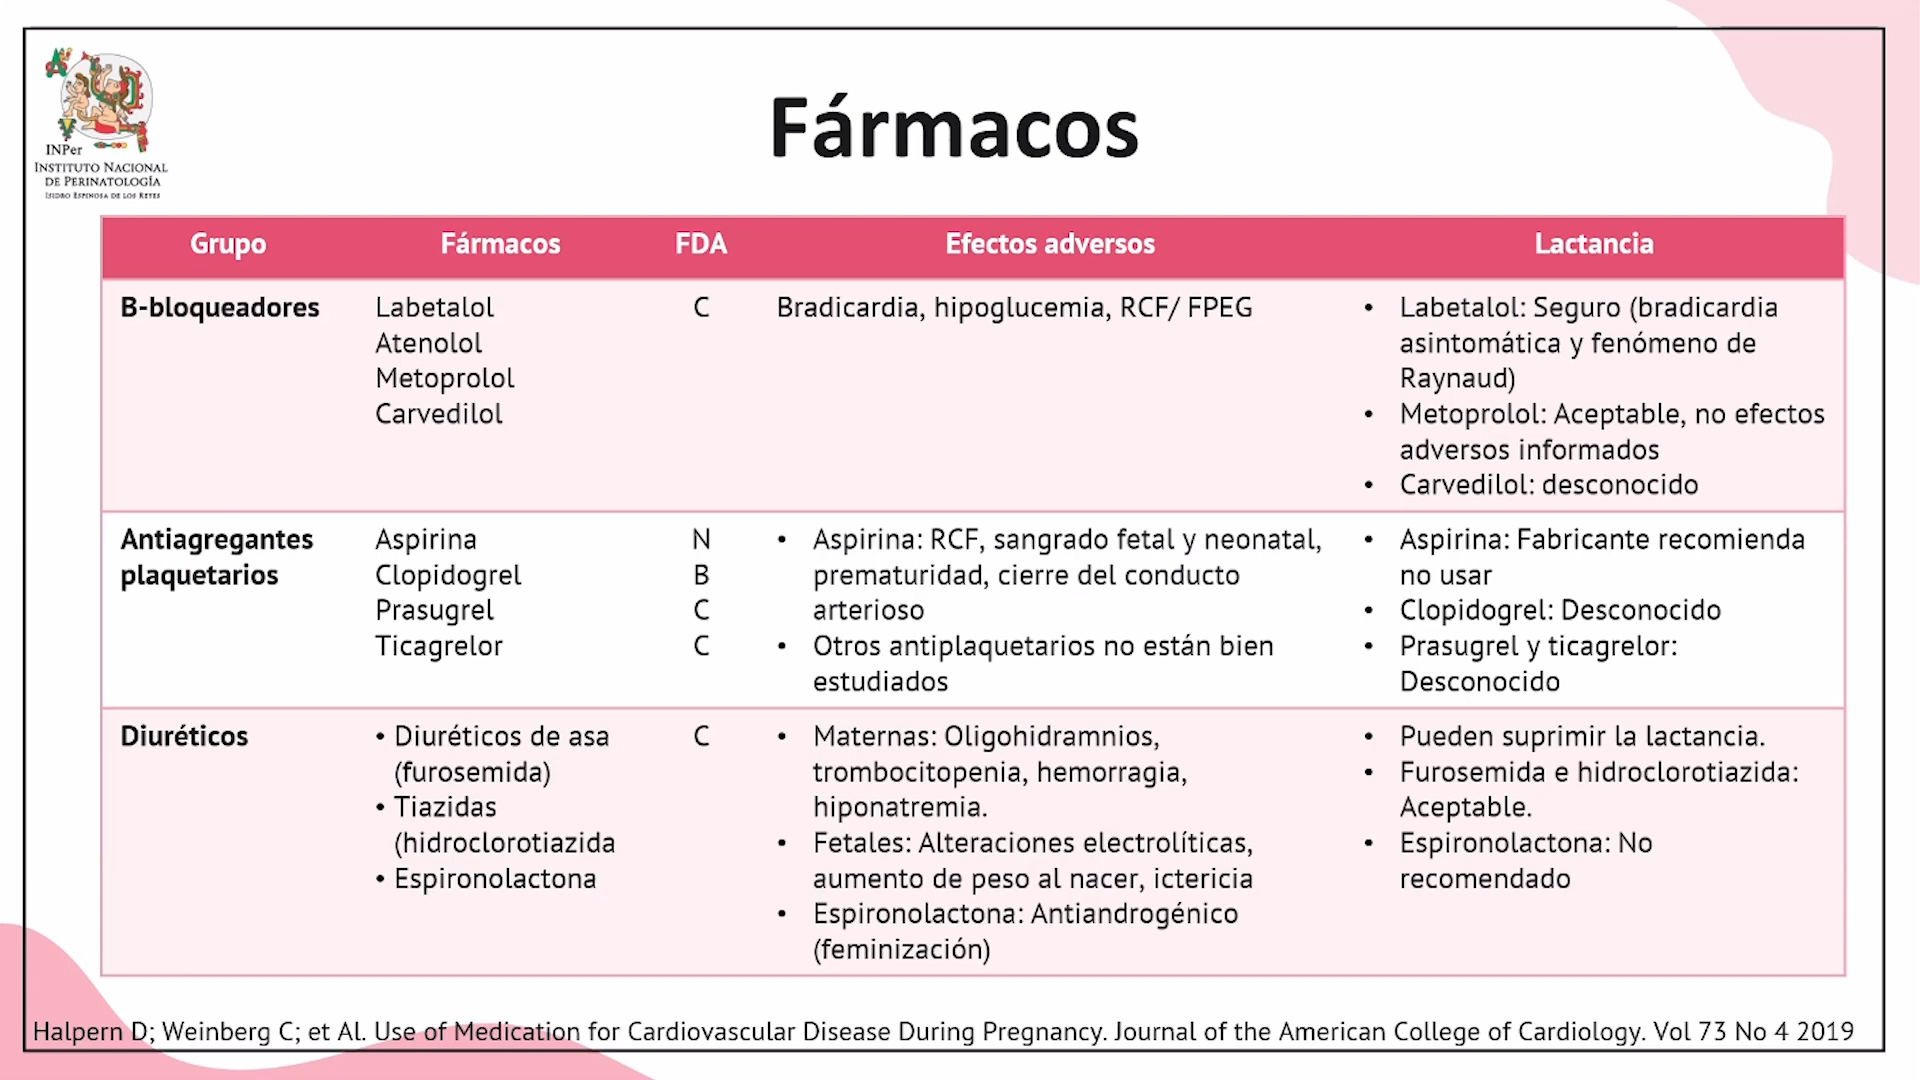 INPer
INSTITUTO NACIONAL
DE PERINATOLOGÍA
ISIDRO ESPINOSA DE LOS REYES
Fármacos
Grupo
Fármacos
FDA
Efectos adversos
Lactancia
B-bloqueadores
Labetalol
Atenolol
Metoprolol
Carvedilol
C
Bradicardia, hipoglucemia, RCF/ FPEG
• Labetalol: Seguro (bradicardia
asintomática y fenómeno de
Raynaud)
• Metoprolol: Aceptable, no efectos
adversos informados
• Carvedilol: desconocido
Antiagregantes
plaquetarios
Aspirina
Clopidogrel
Prasugrel
Ticagrelor
N
B
C
C
• Aspirina: RCF, sangrado fetal y neonatal,
prematuridad, cierre del conducto
arterioso
• Otros antiplaquetarios no están bien
estudiados
• Aspirina: Fabricante recomienda
no usar
• Clopidogrel: Desconocido
• Prasugrel y ticagrelor:
Desconocido
Diuréticos
• Diuréticos de asa
(furosemida)
• Tiazidas
(hidroclorotiazida
• Espironolactona
C
• Maternas: Oligohidramnios,
trombocitopenia, hemorragia,
hiponatremia.
• Fetales: Alteraciones electrolíticas,
aumento de peso al nacer, ictericia
• Espironolactona: Antiandrogénico
(feminización)
• Pueden suprimir la lactancia.
• Furosemida e hidroclorotiazida:
Aceptable.
• Espironolactona: No
recomendado
Halpern D; Weinberg C; et Al. Use of Medication for Cardiovascular Disease During Pregnancy. Journal of the American College of Cardiology. Vol 73 No 4 2019